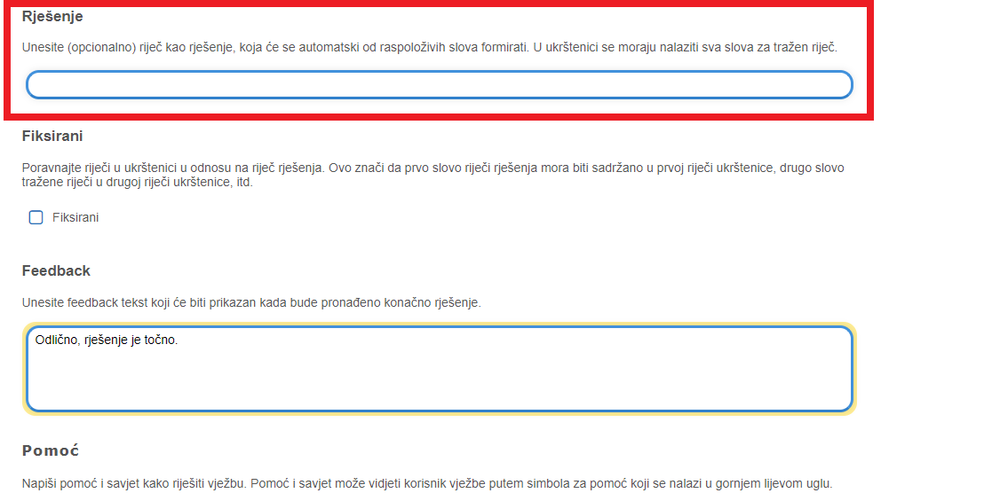 Rješenje
Unesite (opcionalno) riječ kao rješenje, koja će se automatski od raspoloživih slova formirati. U ukrštenici se moraju nalaziti sva slova za tražen riječ.
Fiksirani
Poravnajte riječi u ukrštenici u odnosu na riječ rješenja. Ovo znači da prvo slovo riječi rješenja mora biti sadržano u prvoj riječi ukrštenice, drugo slovo
tražene riječi u drugoj riječi ukrštenice, itd.
Fiksirani
Feedback
Unesite feedback tekst koji će biti prikazan kada bude pronađeno konačno rješenje.
Odlično, rješenje je točno.
Pomoć
Napiši pomoć i savjet kako riješiti vježbu. Pomoć i savjet može vidjeti korisnik vježbe putem simbola za pomoć koji se nalazi u gornjem lijevom uglu.